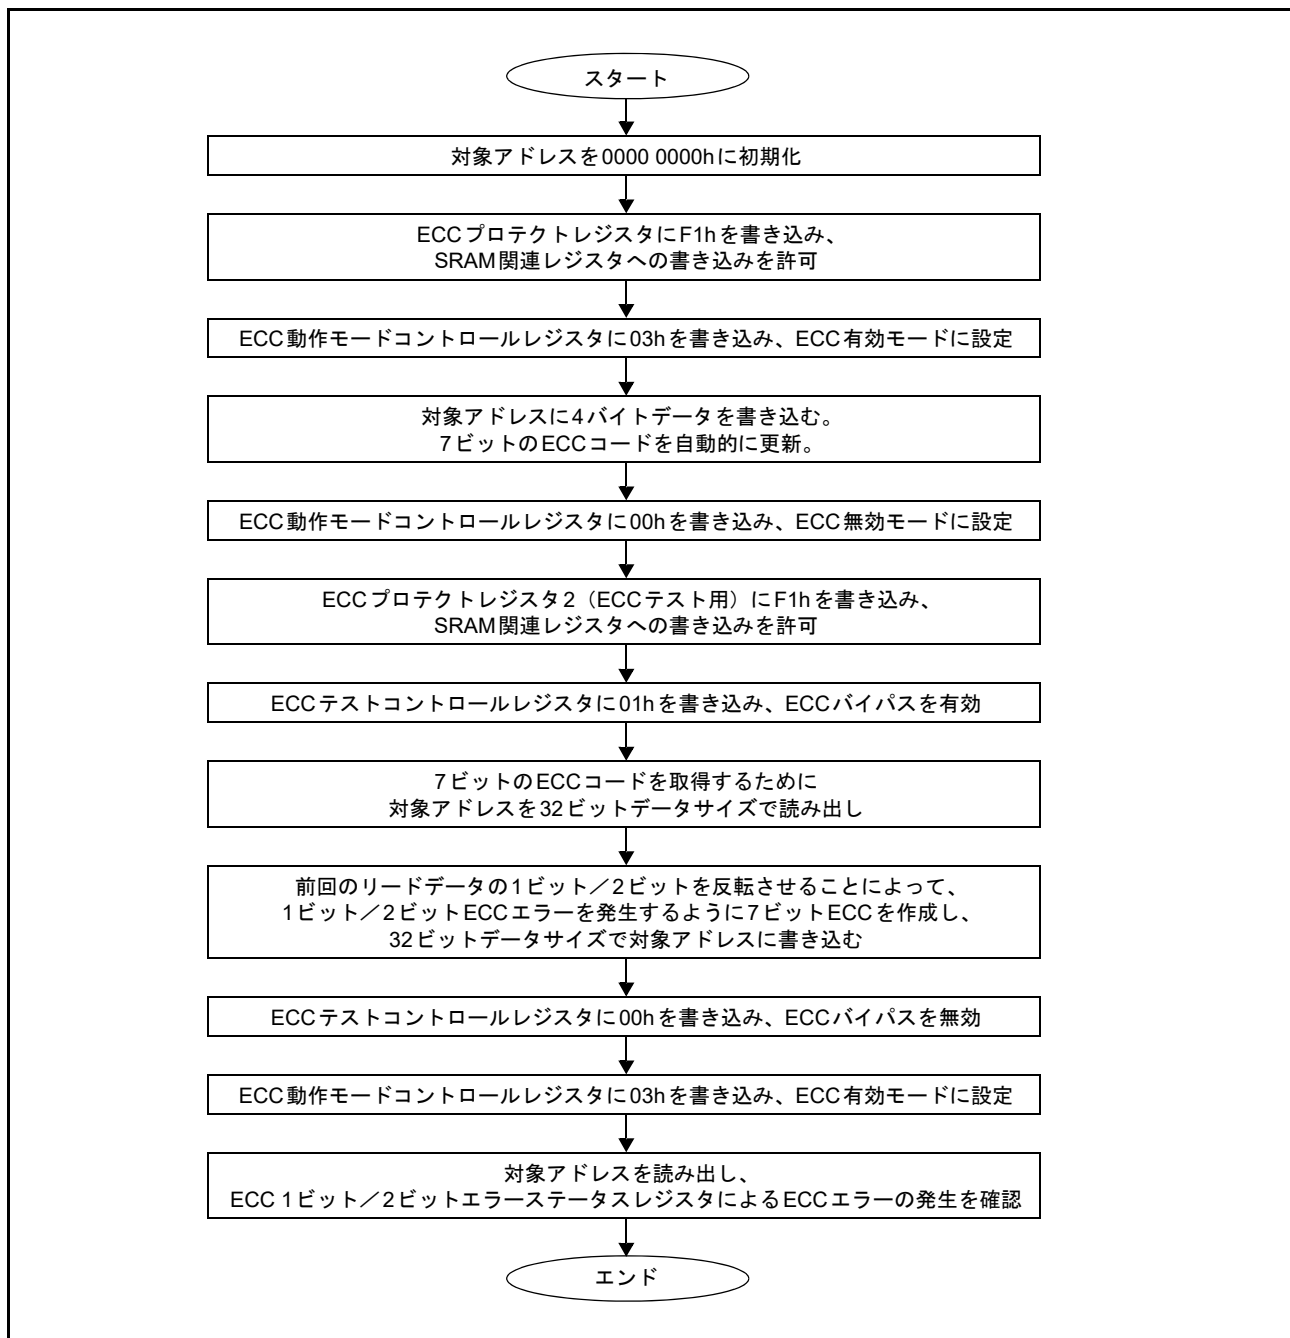 スタート
対象アドレスを0000 0000hに初期化
ECCプロテクトレジスタにF1hを書き込み、
SRAM関連レジスタへの書き込みを許可
ECC動作モードコントロールレジスタに03hを書き込み、ECC有効モードに設定
対象アドレスに4バイトデータを書き込む。
7ビットのECCコードを自動的に更新。
ECC動作モードコントロールレジスタに00hを書き込み、ECC無効モードに設定
ECCプロテクトレジスタ2（ECCテスト用）にF1hを書き込み、
SRAM関連レジスタへの書き込みを許可
ECCテストコントロールレジスタに01hを書き込み、ECCバイパスを有効
7ビットのECCコードを取得するために
対象アドレスを32ビットデータサイズで読み出し
前回のリードデータの1ビット／2ビットを反転させることによって、
1ビット／2ビットECCエラーを発生するように7ビットECCを作成し、
32ビットデータサイズで対象アドレスに書き込む
ECCテストコントロールレジスタに00hを書き込み、ECCバイパスを無効
ECC動作モードコントロールレジスタに03hを書き込み、ECC有効モードに設定
対象アドレスを読み出し、
ECC 1ビット／2ビットエラーステータスレジスタによるECCエラーの発生を確認
エンド